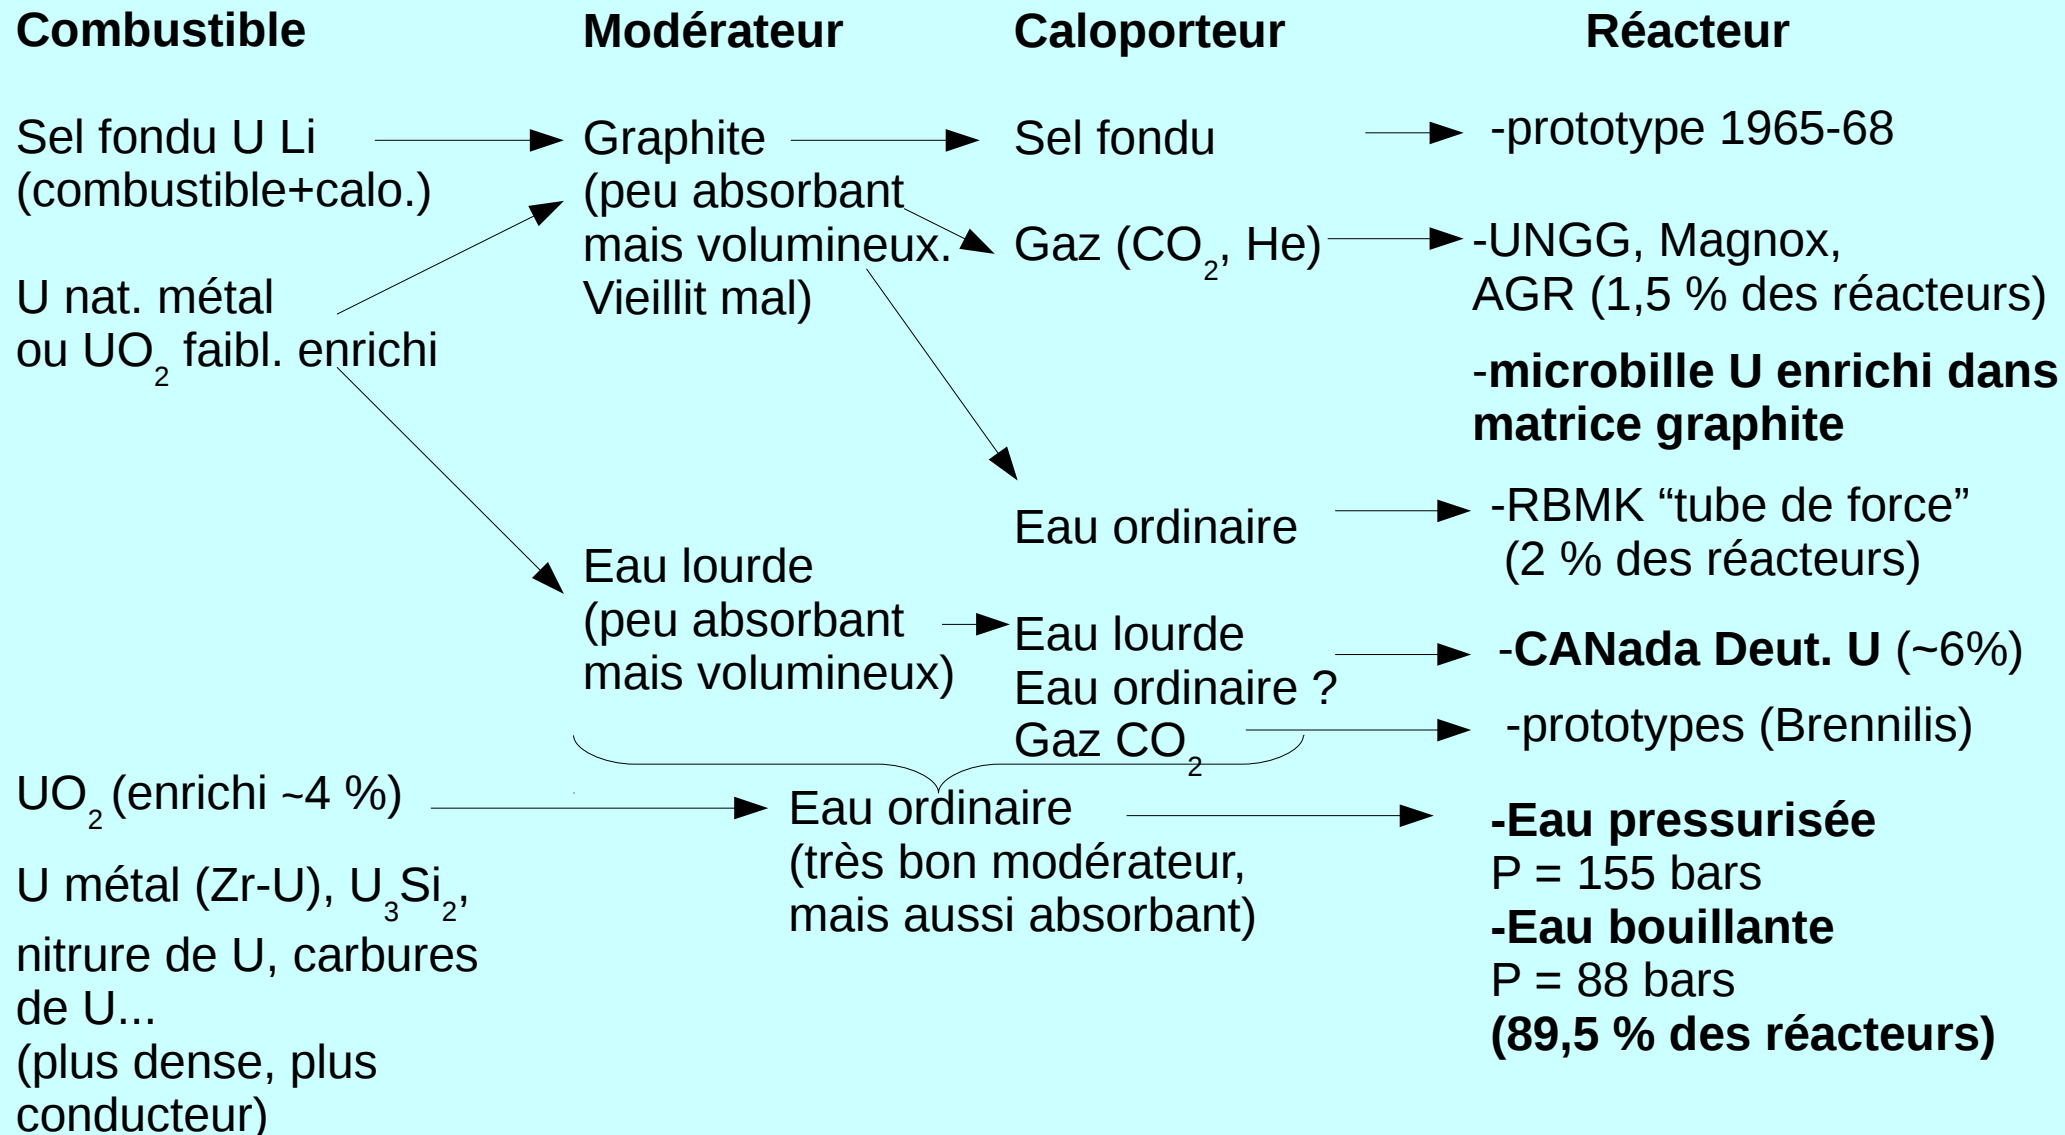 Combustible
Modérateur
Caloporteur
Réacteur
Sel fondu U Li
(combustible+calo.)
U nat. métal
ou UO₂ faibl. enrichi
Graphite
(peu absorbant
mais volumineux.
Vieillit mal)
Sel fondu
Gaz (CO₂, He)
-prototype 1965-68
-UNGG, Magnox,
AGR (1,5 % des réacteurs)
-microbille U enrichi dans
matrice graphite
Eau ordinaire
-RBMK “tube de force”
(2 % des réacteurs)
Eau lourde
(peu absorbant
mais volumineux)
Eau lourde
Eau ordinaire ?
Gaz CO₂
-CANada Deut. U (~6%)
-prototypes (Brennilis)
UO₂ (enrichi ~4 %)
U métal (Zr-U), U₃Si₂,
nitrure de U, carbures
de U...
(plus dense, plus
conducteur)
Eau ordinaire
(très bon modérateur,
mais aussi absorbant)
-Eau pressurisée
P = 155 bars
-Eau bouillante
P = 88 bars
(89,5 % des réacteurs)